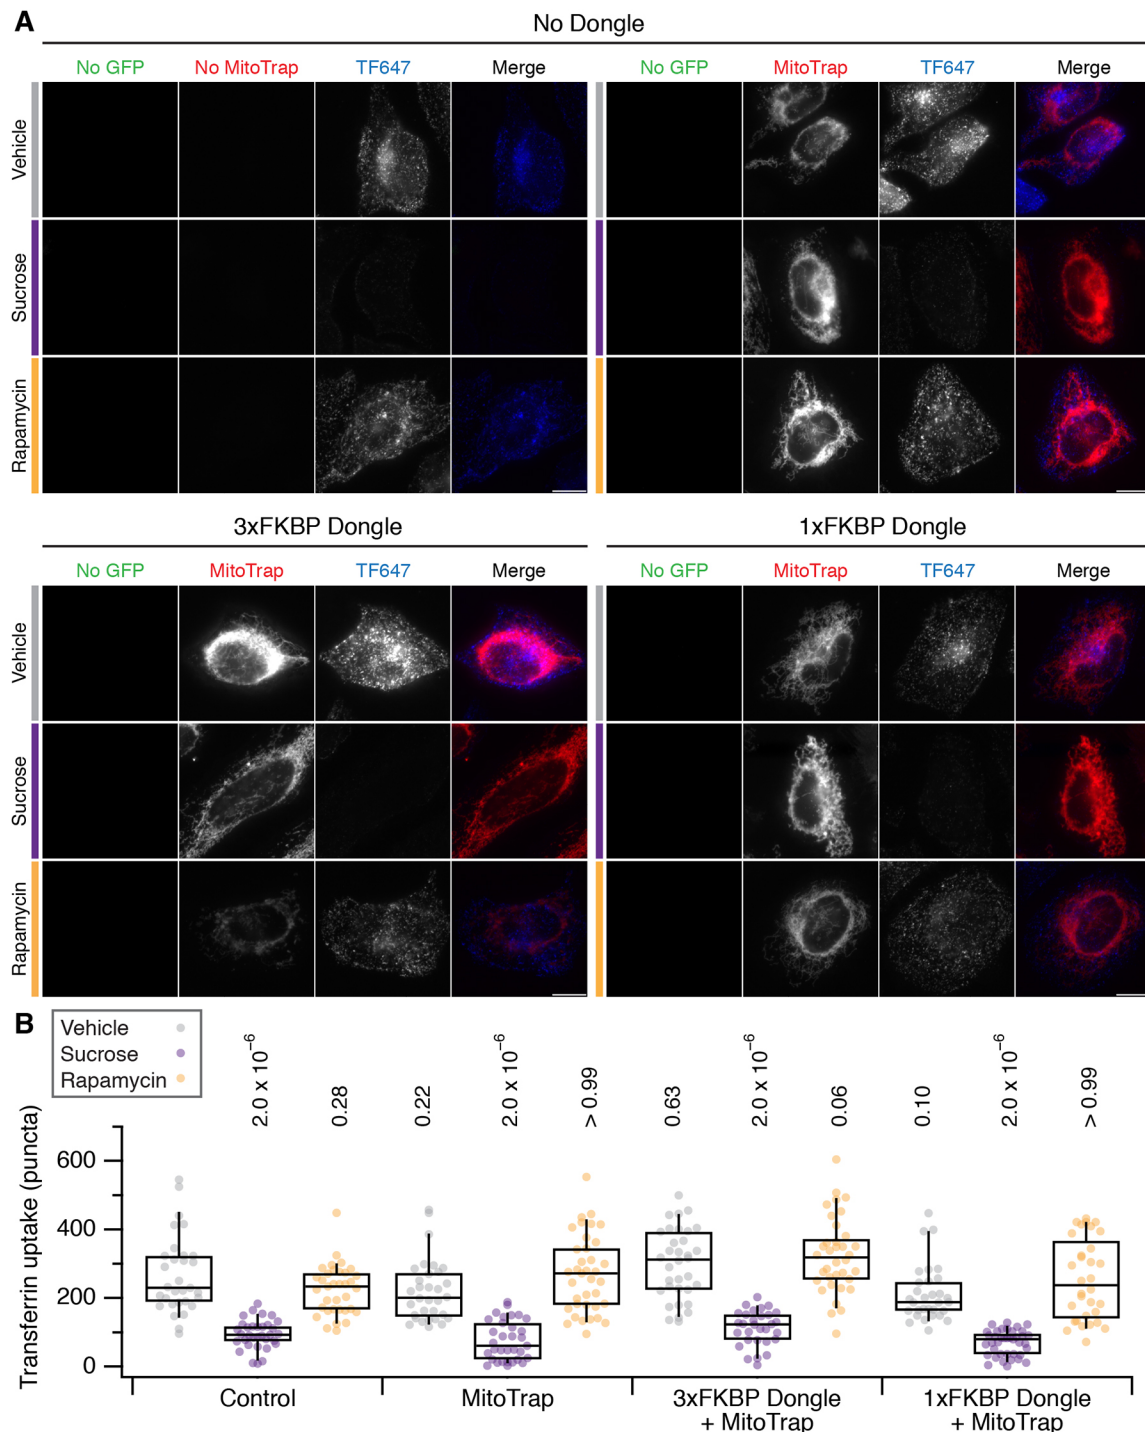 A
No Dongle
No GFP No MitoTrap TF647 Merge No GFP MitoTrap TF647 Merge
Vehicle
Sucrose
Rapamycin
3xFKBP Dongle 1xFKBP Dongle
No GFP MitoTrap TF647 Merge No GFP MitoTrap TF647 Merge
Vehicle
Sucrose
Rapamycin
B
Vehicle
Sucrose
Rapamycin
2.0 x 10⁻⁶ 0.28 0.22 2.0 x 10⁻⁶ > 0.99 0.63 2.0 x 10⁻⁶ 0.06 0.10 2.0 x 10⁻⁶ > 0.99
Transferrin uptake (puncta)
600
400
200
0
Control MitoTrap 3xFKBP Dongle 1xFKBP Dongle
+ MitoTrap + MitoTrap